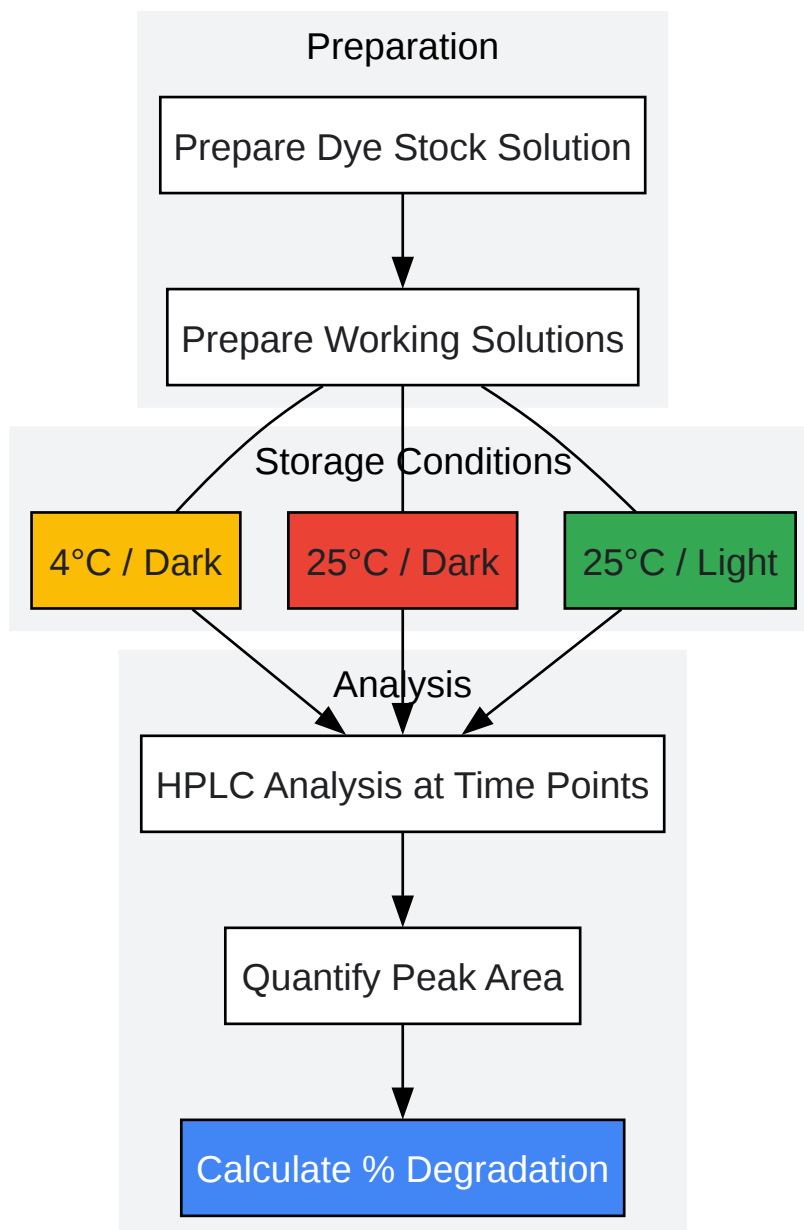 Preparation
Prepare Dye Stock Solution
Prepare Working Solutions
Storage Conditions
4°C / Dark
25°C / Dark
25°C / Light
Analysis
HPLC Analysis at Time Points
Quantify Peak Area
Calculate % Degradation